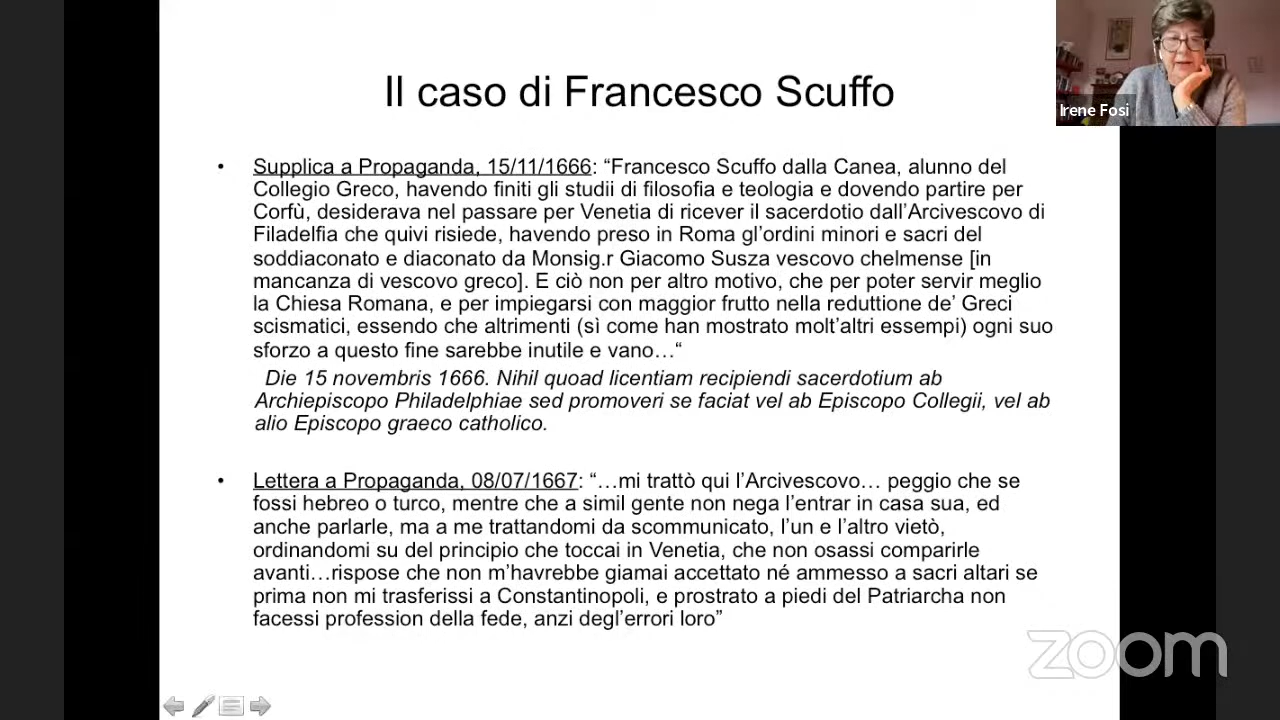 Il caso di Francesco Scuffo
Irene Fosi
• Supplica a Propaganda, 15/11/1666: “Francesco Scuffo dalla Canea, alunno del
Collegio Greco, havendo finiti gli studii di filosofia e teologia e dovendo partire per
Corfù, desiderava nel passare per Venetia di ricever il sacerdotio dall’Arcivescovo di
Filadelfia che quivi risiede, havendo preso in Roma gl’ordini minori e sacri del
soddiaconato e diaconato da Monsig.r Giacomo Susza vescovo chelmense [in
mancanza di vescovo greco]. E ciò non per altro motivo, che per poter servir meglio
la Chiesa Romana, e per impiegarsi con maggior frutto nella reduttione de’ Greci
scismatici, essendo che altrimenti (sì come han mostrato molt’altri essempi) ogni suo
sforzo a questo fine sarebbe inutile e vano…“
Die 15 novembris 1666. Nihil quoad licentiam recipiendi sacerdotium ab
Archiepiscopo Philadelphiae sed promoveri se faciat vel ab Episcopo Collegii, vel ab
alio Episcopo graeco catholico.
• Lettera a Propaganda, 08/07/1667: “…mi trattò qui l’Arcivescovo… peggio che se
fossi hebreo o turco, mentre che a simil gente non nega l’entrar in casa sua, ed
anche parlarle, ma a me trattandomi da scommunicato, l’un e l’altro vietò,
ordinandomi su del principio che toccai in Venetia, che non osassi comparirle
avanti…rispose che non m’havrebbe giamai accettato né ammesso a sacri altari se
prima non mi trasferissi a Constantinopoli, e prostrato a piedi del Patriarcha non
facessi profession della fede, anzi degl’errori loro”
zoom